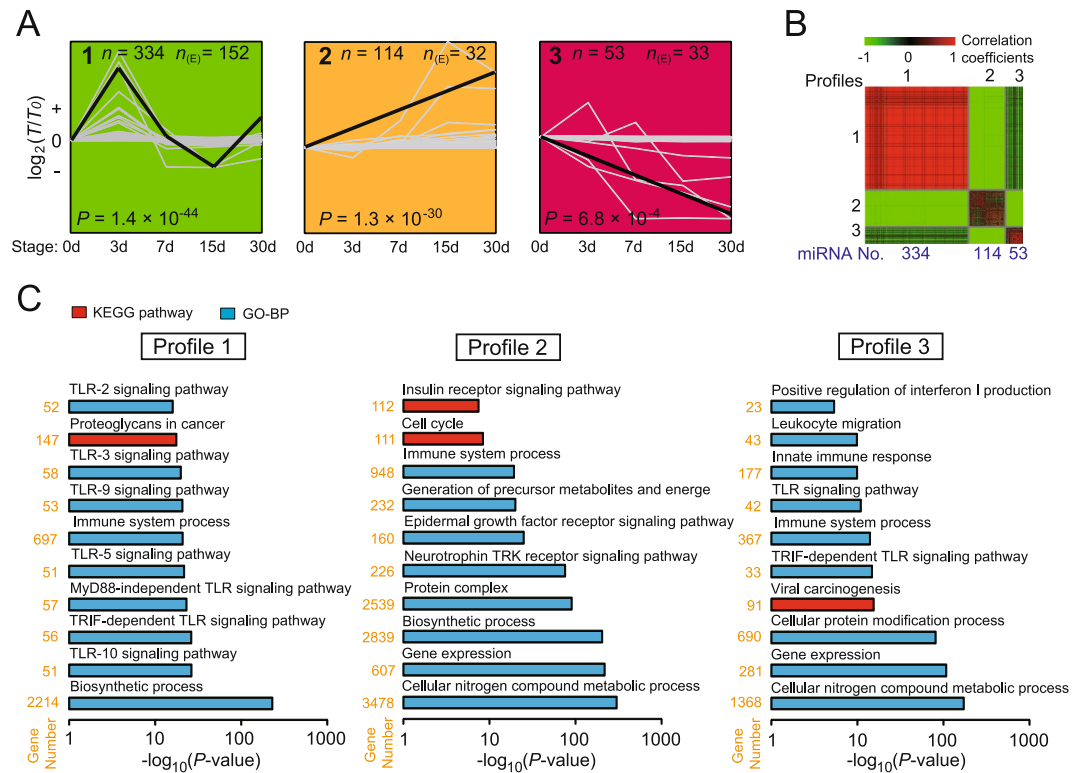 A
1 n = 334 n(E) = 152
2 n = 114 n(E) = 32
3 n = 53 n(E) = 33
log2(T/T0)
+
0
-
P = 1.4 × 10-44
P = 1.3 × 10-30
P = 6.8 × 10-4
Stage: 0d 3d 7d 15d 30d
0d 3d 7d 15d 30d
0d 3d 7d 15d 30d
B
Correlation coefficients
-1 0 1
Profiles 1 2 3
1
2
3
miRNA No. 334 114 53
C
KEGG pathway GO-BP
Profile 1
TLR-2 signaling pathway
52
Proteoglycans in cancer
147
TLR-3 signaling pathway
58
TLR-9 signaling pathway
53
Immune system process
697
TLR-5 signaling pathway
51
MyD88-independent TLR signaling pathway
57
TRIF-dependent TLR signaling pathway
56
TLR-10 signaling pathway
51
Biosynthetic process
2214
Gene Number
1 10 100 1000
-log10(P-value)
Profile 2
Insulin receptor signaling pathway
112
Cell cycle
111
Immune system process
948
Generation of precursor metabolites and energe
232
Epidermal growth factor receptor signaling pathway
160
Neurotrophin TRK receptor signaling pathway
226
Protein complex
2539
Biosynthetic process
2839
Gene expression
607
Cellular nitrogen compound metabolic process
3478
Gene Number
1 10 100 1000
-log10(P-value)
Profile 3
Positive regulation of interferon I production
23
Leukocyte migration
43
Innate immune response
177
TLR signaling pathway
42
Immune system process
367
TRIF-dependent TLR signaling pathway
33
Viral carcinogenesis
91
Cellular protein modification process
690
Gene expression
281
Cellular nitrogen compound metabolic process
1368
Gene Number
1 10 100 1000
-log10(P-value)